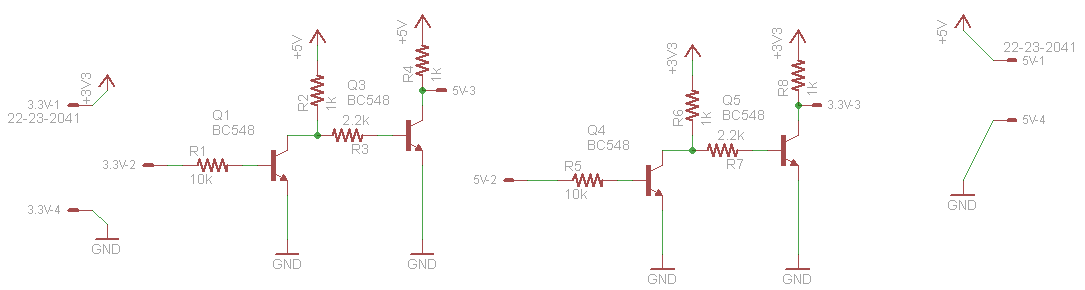 +3V3
3.3V-1
22-23-2041
3.3V-2
3.3V-4
GND
R1
10k
Q1
BC548
GND
+5V
R2
1k
Q3
BC548
2.2k
R3
+5V
R4
1k
5V-3
GND
5V-2
R5
10k
Q4
BC548
GND
+3V3
R6
1k
Q5
BC548
2.2k
R7
+3V3
R8
1k
3.3V-3
GND
+5V
22-23-2041
5V-1
5V-4
GND